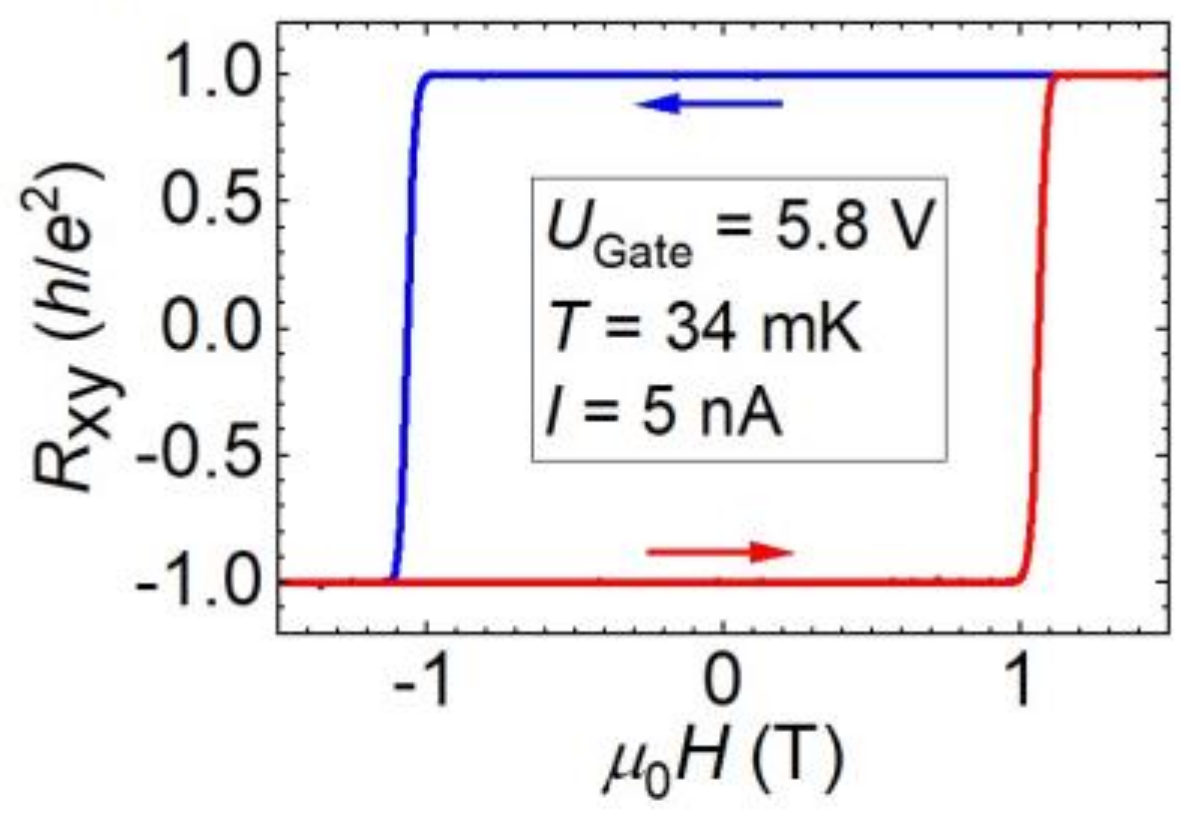 1.0
0.5
0.0
-0.5
-1.0
R_xy (h/e²)
U_Gate = 5.8 V
T = 34 mK
I = 5 nA
-1 0 1
μ₀H (T)